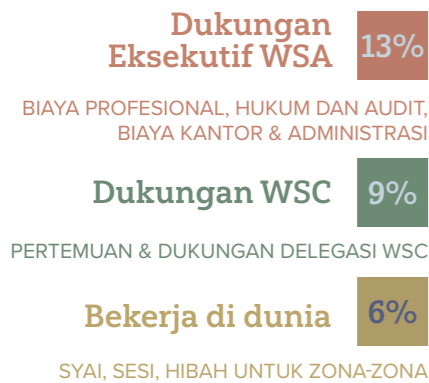 Dukungan
Eksekutif WSA
13%
BIAYA PROFESIONAL, HUKUM DAN AUDIT,
BIAYA KANTOR & ADMINISTRASI
Dukungan WSC
9%
PERTEMUAN & DUKUNGAN DELEGASI WSC
Bekerja di dunia
6%
SYAI, SESI, HIBAH UNTUK ZONA-ZONA